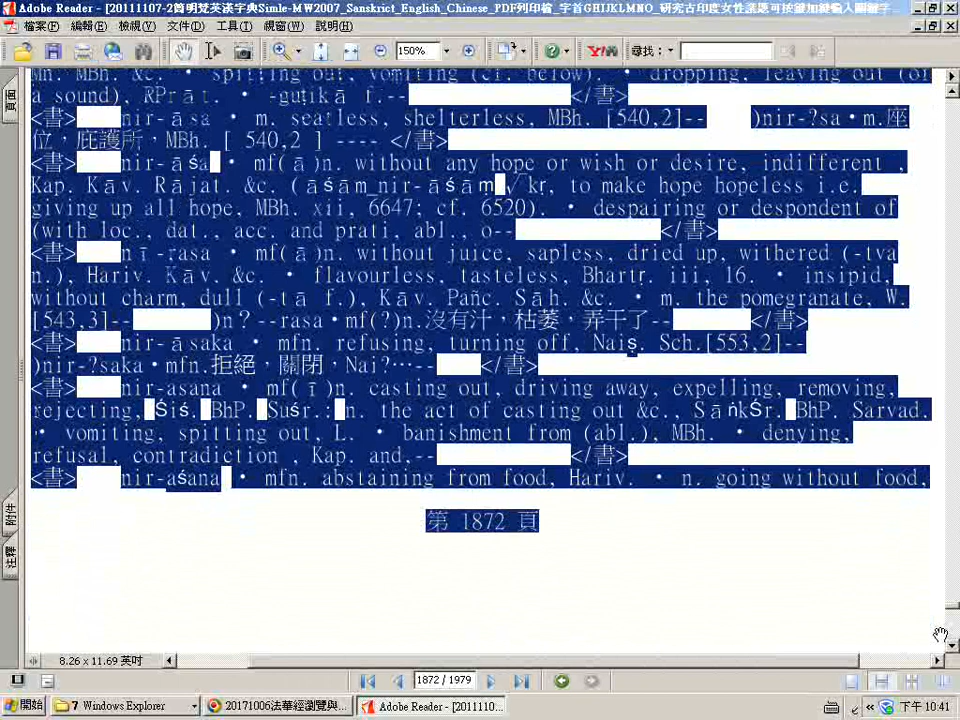 Adobe Reader - [20111107-2簡明梵英漢字典Simle-MW2007_Sanskrict_English_Chinese_PDF列印檔_字首GHIJKLMNO_研究古印度女性議題可按鍵輸入關鍵字...
檔案(F) 編輯(E) 檢視(V) 文件(D) 工具(T) 視窗(W) 說明(H)
150% 尋找:
Mn. MBh. &c. • spitting out, vomiting (cf. below). • dropping, leaving out (of
a sound), RPrāt. • -guṭikā f.-- </書>
<書> nir-āsa • m. seatless, shelterless, MBh. [540,2]-- )nir-?sa•m.座
位，庇護所，MBh. [ 540,2 ] ---- </書>
<書> nir-āśa • mf(ā)n. without any hope or wish or desire, indifferent ,
Kap. Kāv. Rājat. &c. (āśām_nir-āśāṃ √kṛ, to make hope hopeless i.e.
giving up all hope, MBh. xii, 6647; cf. 6520). • despairing or despondent of
(with loc., dat., acc. and prati, abl., o-- </書>
<書> nī-rasa • mf(ā)n. without juice, sapless, dried up, withered (-tva
n.), Hariv. Kāv. &c. • flavourless, tasteless, Bhartṛ. iii, 16. • insipid,
without charm, dull (-tā f.), Kāv. Pañc. Sāh. &c. • m. the pomegranate, W.
[543,3]-- )n？--rasa•mf(?)n.沒有汁，枯萎，弄干了-- </書>
<書> nir-āsaka • mfn. refusing, turning off, Naiṣ. Sch.[553,2]--
)nir-?saka•mfn.拒絕，關閉，Nai?…-- </書>
<書> nir-asana • mf(ī)n. casting out, driving away, expelling, removing,
rejecting, Śiś. BhP. Suśr.; n. the act of casting out &c., SāṅkŚr. BhP. Sarvad.
• vomiting, spitting out, L. • banishment from (abl.), MBh. • denying,
refusal, contradiction , Kap. and,-- </書>
<書> nir-aśana • mfn. abstaining from food, Hariv. • n. going without food,
第 1872 頁
頁面
附件
注釋
8.26 x 11.69 英吋
1872 / 1979
開始 7 Windows Explorer 20171006法華經瀏覽與... Adobe Reader - [2011110... 下午 10:41